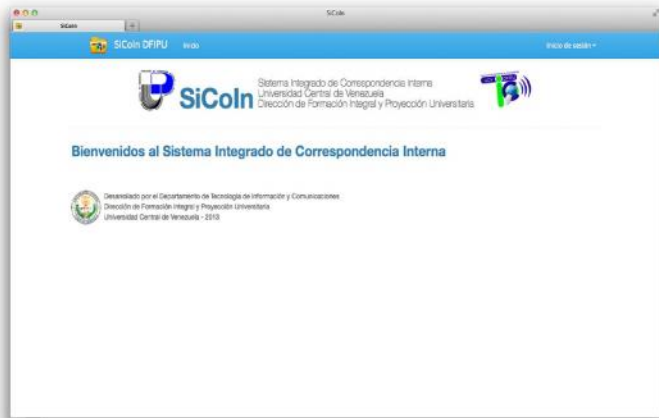 SiCoIn
SiCoIn
SiCoIn DFIPU Inicio Inicio de sesión
SiCoIn
Sistema Integrado de Correspondencia Interna
Universidad Central de Venezuela
Dirección de Formación Integral y Proyección Universitaria
Bienvenidos al Sistema Integrado de Correspondencia Interna
Desarrollado por el Departamento de Tecnología de Información y Comunicaciones
Dirección de Formación Integral y Proyección Universitaria
Universidad Central de Venezuela - 2013